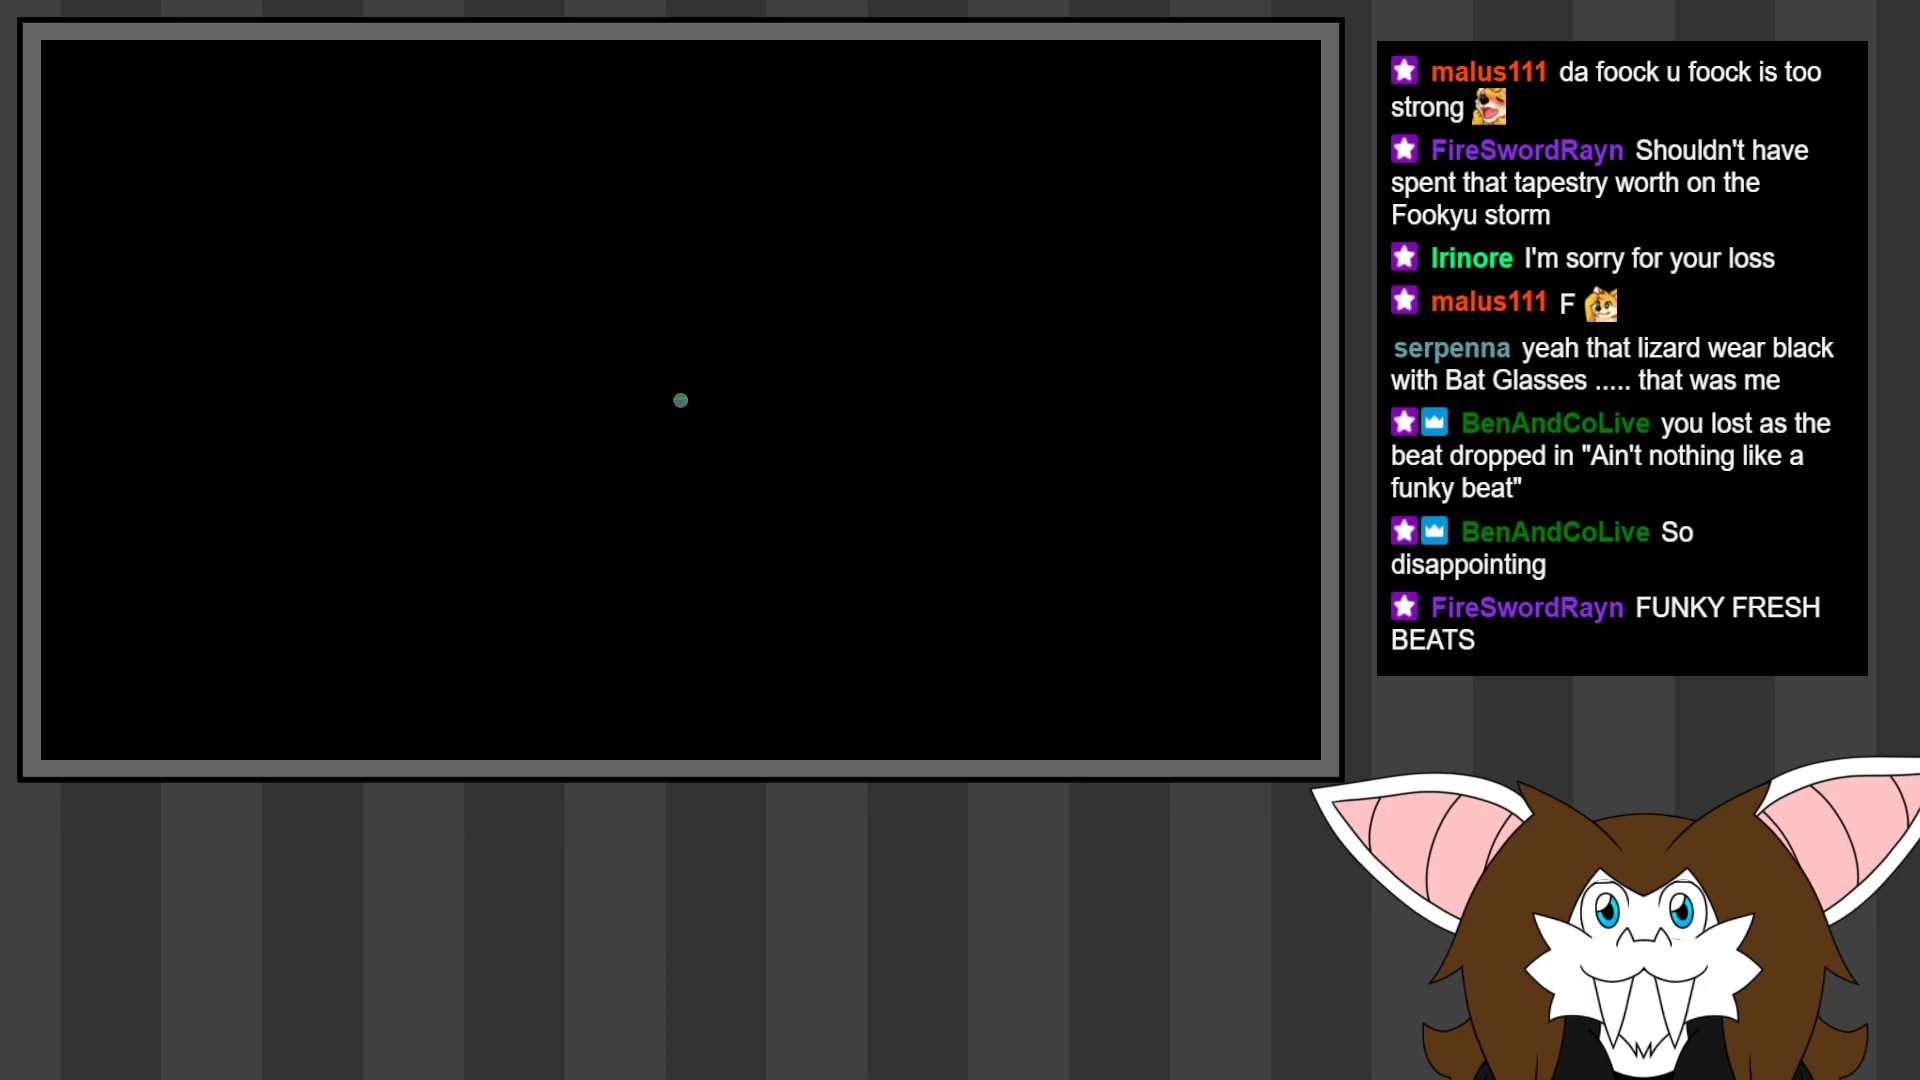 malus111 da foock u foock is too
strong
FireSwordRayn Shouldn't have
spent that tapestry worth on the
Fookyu storm
Irinore I'm sorry for your loss
malus111 F
serpenna yeah that lizard wear black
with Bat Glasses ..... that was me
BenAndCoLive you lost as the
beat dropped in "Ain't nothing like a
funky beat"
BenAndCoLive So
disappointing
FireSwordRayn FUNKY FRESH
BEATS